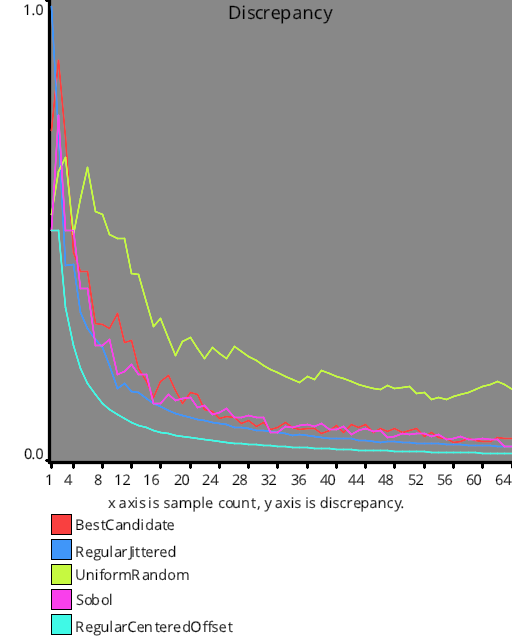 Discrepancy
1.0
0.0
1 4 8 12 16 20 24 28 32 36 40 44 48 52 56 60 64
x axis is sample count, y axis is discrepancy.
BestCandidate
RegularJittered
UniformRandom
Sobol
RegularCenteredOffset